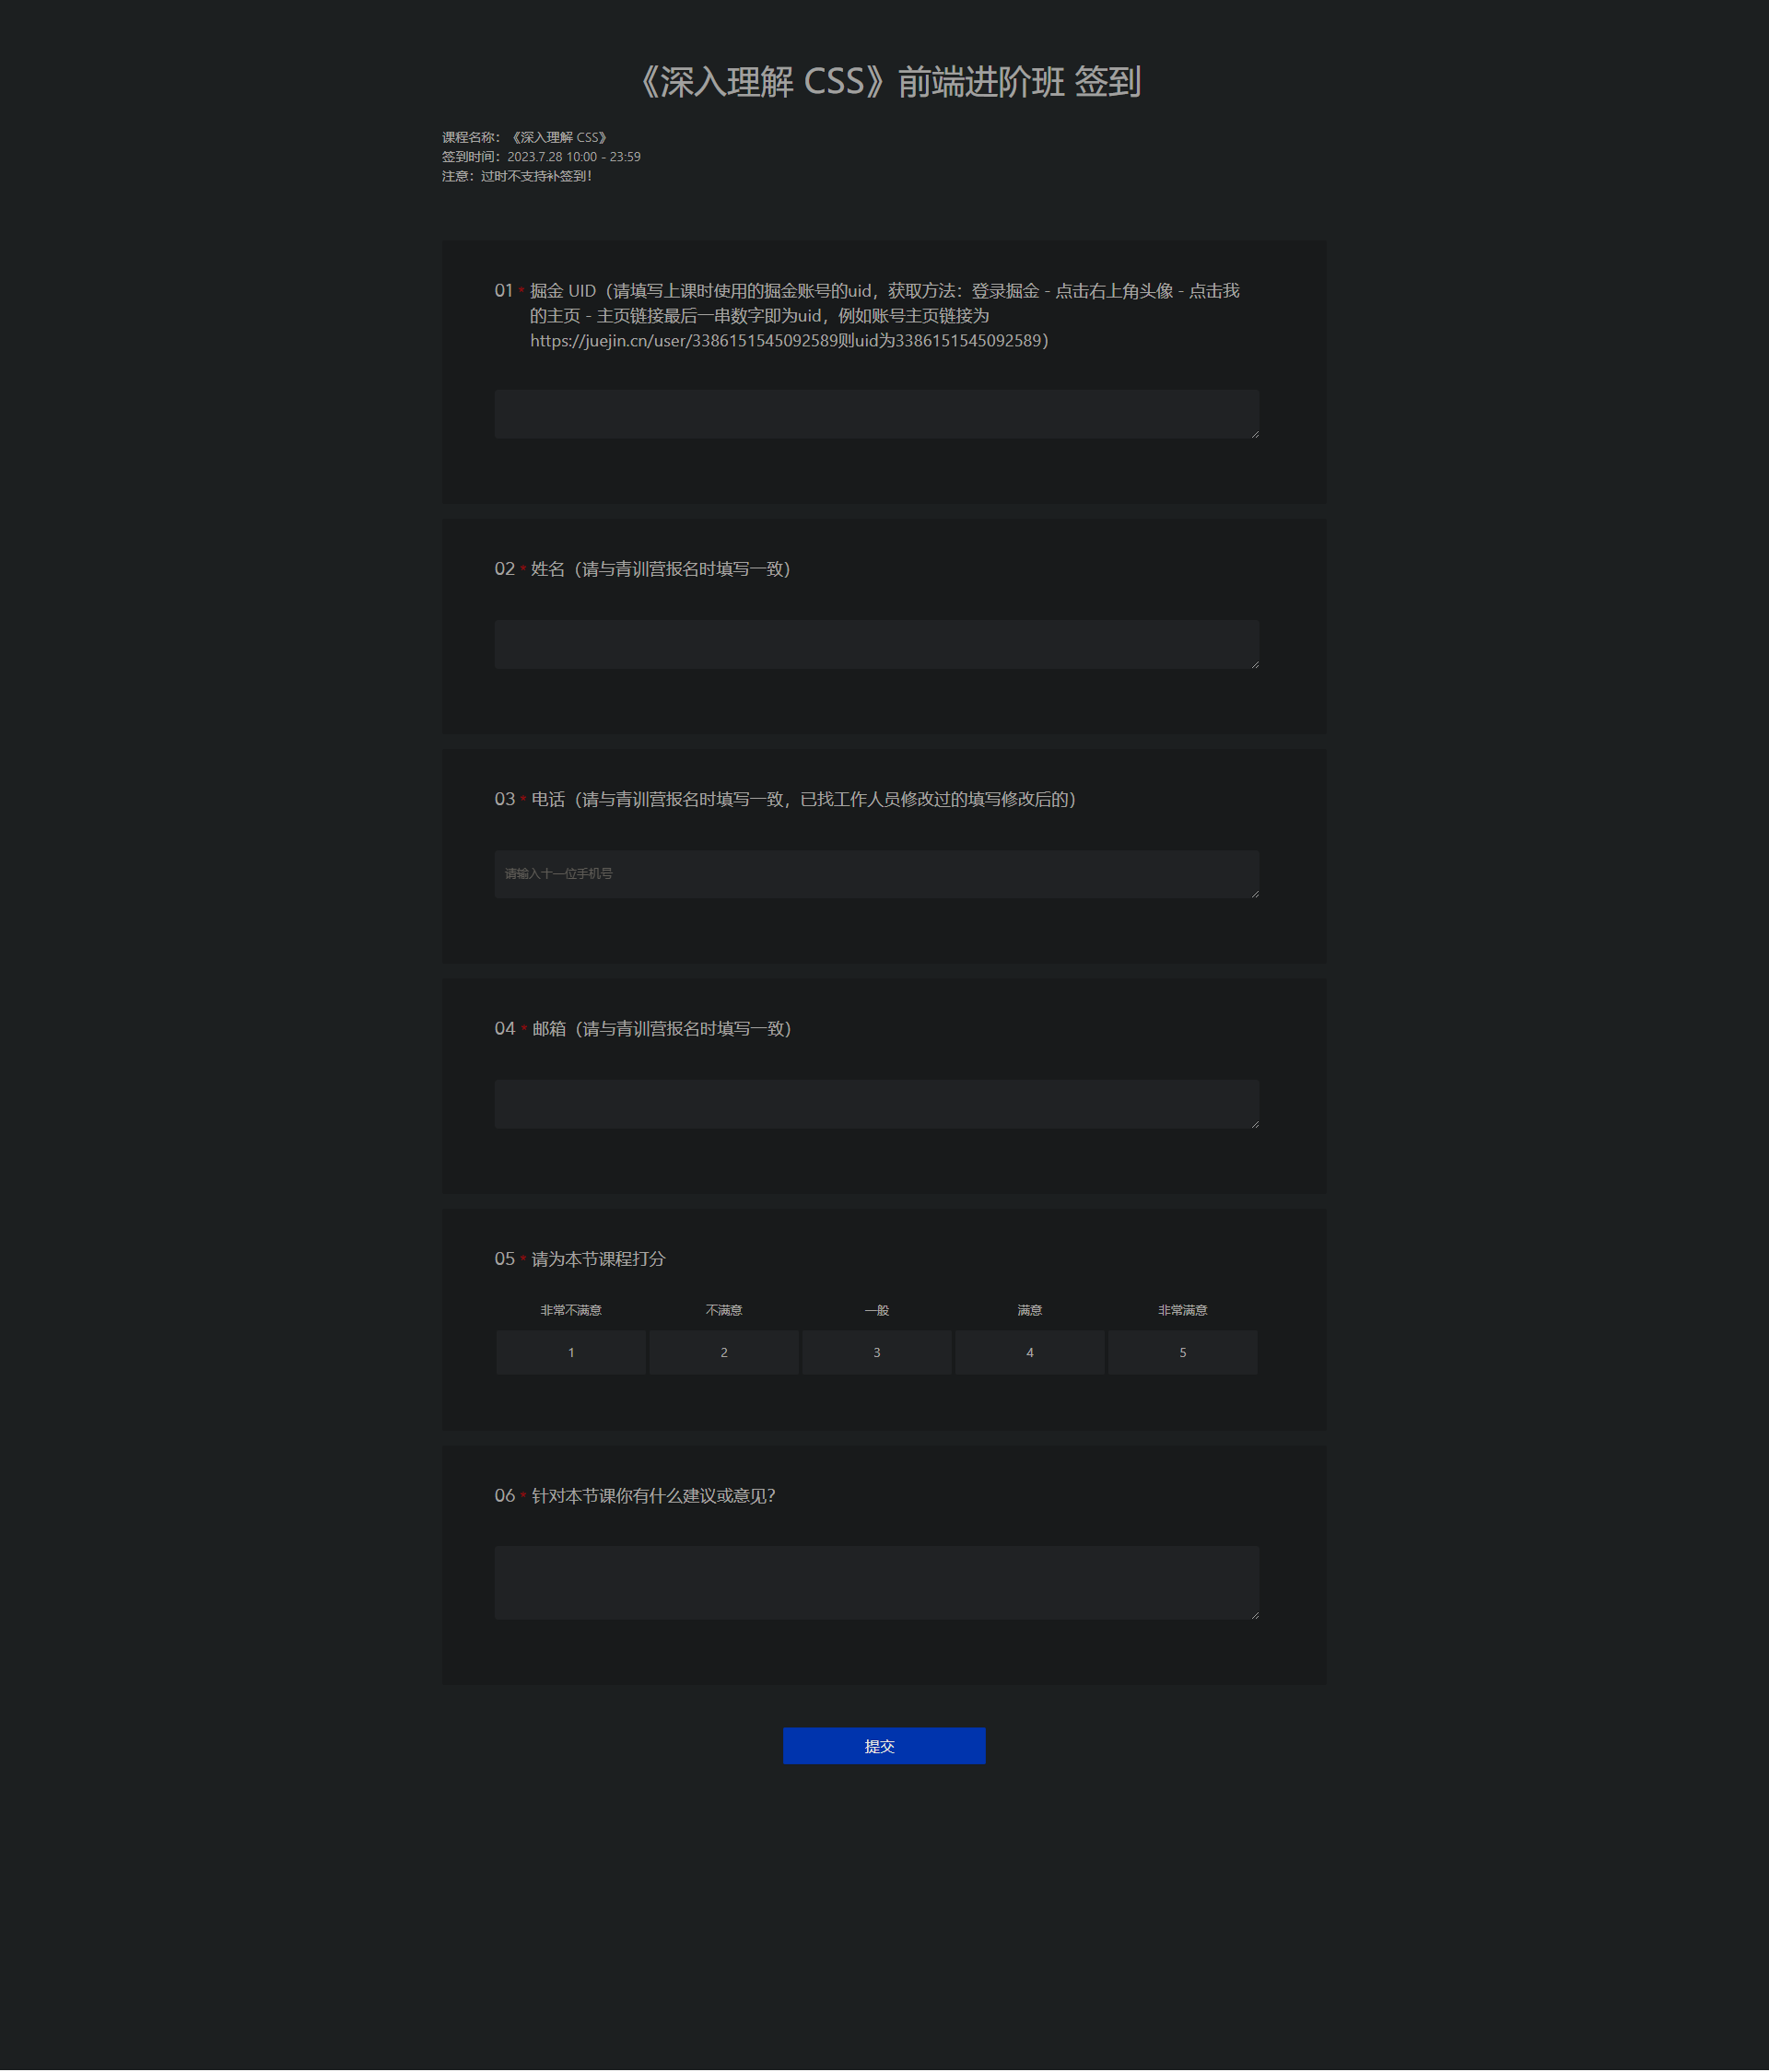 《深入理解 CSS》前端进阶班 签到
课程名称：《深入理解 CSS》
签到时间：2023.7.28 10:00 - 23:59
注意：过时不支持补签到！
01 * 掘金 UID（请填写上课时使用的掘金账号的uid，获取方法：登录掘金 - 点击右上角头像 - 点击我
的主页 - 主页链接最后一串数字即为uid，例如账号主页链接为
https://juejin.cn/user/3386151545092589则uid为3386151545092589）
02 * 姓名（请与青训营报名时填写一致）
03 * 电话（请与青训营报名时填写一致，已找工作人员修改过的填写修改后的）
请输入十一位手机号
04 * 邮箱（请与青训营报名时填写一致）
05 * 请为本节课程打分
非常不满意 不满意 一般 满意 非常满意
1 2 3 4 5
06 * 针对本节课你有什么建议或意见？
提交